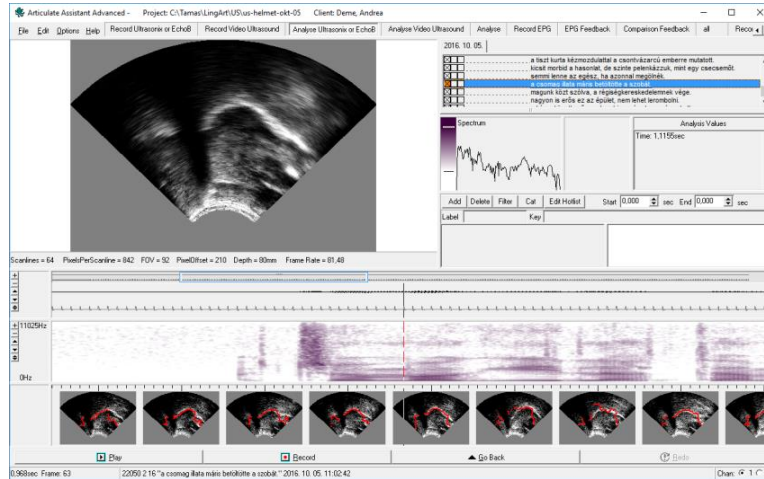 Articulate Assistant Advanced - Project: C:\Tamas\LingArt\US\us-helmet-okt-05 Client: Deme, Andrea
File Edit Options Help Record Ultrasonix or EchoB Record Video Ultrasound Analyse Ultrasonix or EchoB Analyse Video Ultrasound Analyse Record EPG EPG Feedback Comparison Feedback all Recor
2016. 10. 05.
a tiszt kurta kézmozdulattal a csontvázarcú emberre mutatott.
kicsit morbid a hasonlat, de szinte pelenkázzuk, mint egy csecsemőt.
semmi lenne az egész, ha azonnal megölnék.
a csomag illata máris betöltötte a szobát.
magunk közt szólva, a régiségkereskedelemnek vége.
nagyon is erős ez az épület, nem lehet lerombolni.
Spectrum
Analysis Values
Time: 1,1155sec
Add Delete Filter Cat Edit Hotlist Start 0,000 sec End 0,000 sec
Label Key
Scanlines = 64 PixelsPerScanline = 842 FOV = 92 PixelOffset = 210 Depth = 80mm Frame Rate = 81,48
11025Hz
0Hz
Play Record Go Back Redo
0,968sec Frame: 63 22050 2 16 "a csomag illata máris betöltötte a szobát." 2016. 10. 05. 11:02:42 Chan: 1